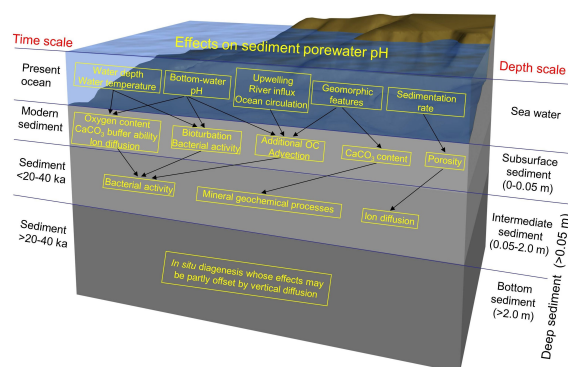 Effects on sediment porewater pH
Time scale
Depth scale
Present
ocean
Water depth
Water temperature
Bottom-water
pH
Upwelling
River influx
Ocean circulation
Geomorphic
features
Sedimentation
rate
Sea water
Modern
sediment
Oxygen content
CaCO₃ buffer ability
Ion diffusion
Bioturbation
Bacterial activity
Additional OC
Advection
CaCO₃ content
Porosity
Subsurface
sediment
(0-0.05 m)
Sediment
<20-40 ka
Bacterial activity
Mineral geochemical processes
Ion diffusion
Intermediate
sediment
(0.05-2.0 m)
Sediment
>20-40 ka
In situ diagenesis whose effects may
be partly offset by vertical diffusion
Bottom
sediment
(>2.0 m)
Deep sediment (>0.05 m)